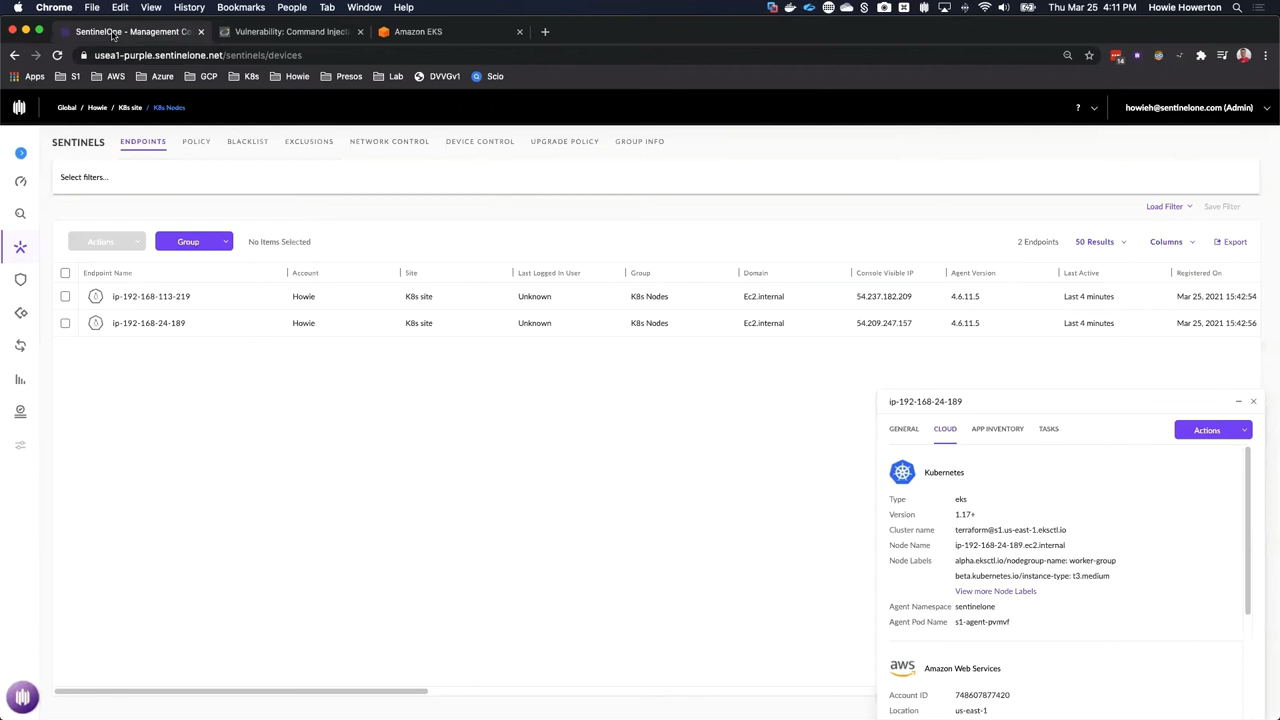 Chrome File Edit View History Bookmarks People Tab Window Help
Thu Mar 25 4:11 PM Howie Howerton
SentinelOne - Management Co
Vulnerability: Command Inject
Amazon EKS
usea1-purple.sentinelone.net/sentinels/devices
14
Apps S1 AWS Azure GCP K8s Howie Presos Lab DVVGv1 Scio
Global / Howie / K8s site / K8s Nodes
? howieh@sentinelone.com (Admin)
SENTINELS ENDPOINTS POLICY BLACKLIST EXCLUSIONS NETWORK CONTROL DEVICE CONTROL UPGRADE POLICY GROUP INFO
Select filters...
Load Filter Save Filter
Actions Group No Items Selected 2 Endpoints 50 Results Columns Export
Endpoint Name Account Site Last Logged In User Group Domain Console Visible IP Agent Version Last Active Registered On
ip-192-168-113-219 Howie K8s site Unknown K8s Nodes Ec2.internal 54.237.182.209 4.6.11.5 Last 4 minutes Mar 25, 2021 15:42:54
ip-192-168-24-189 Howie K8s site Unknown K8s Nodes Ec2.internal 54.209.247.157 4.6.11.5 Last 4 minutes Mar 25, 2021 15:42:56
ip-192-168-24-189
GENERAL CLOUD APP INVENTORY TASKS Actions
Kubernetes
Type eks
Version 1.17+
Cluster name terraform@s1.us-east-1.eksctl.io
Node Name ip-192-168-24-189.ec2.internal
Node Labels alpha.eksctl.io/nodegroup-name: worker-group
beta.kubernetes.io/instance-type: t3.medium
View more Node Labels
Agent Namespace sentinelone
Agent Pod Name s1-agent-pvmvf
aws Amazon Web Services
Account ID 748607877420
Location us-east-1